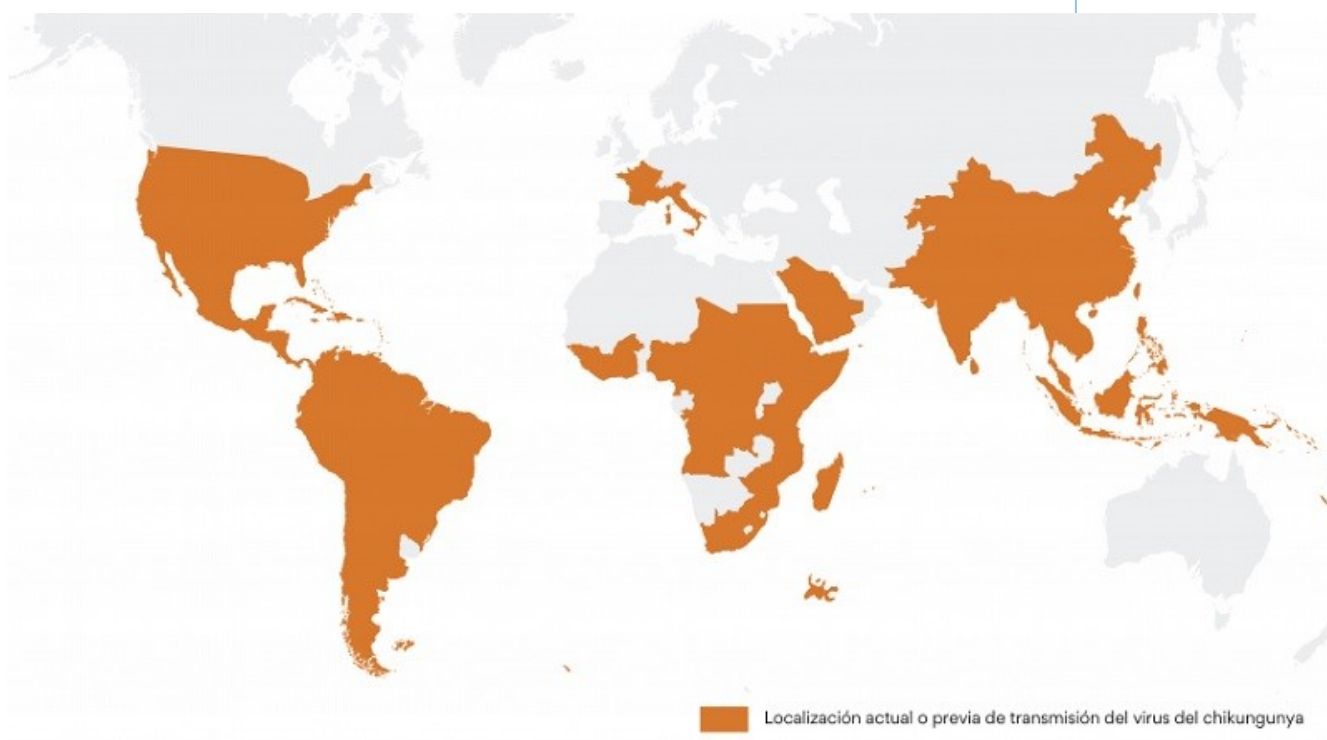 Localización actual o previa de transmisión del virus del chikungunya